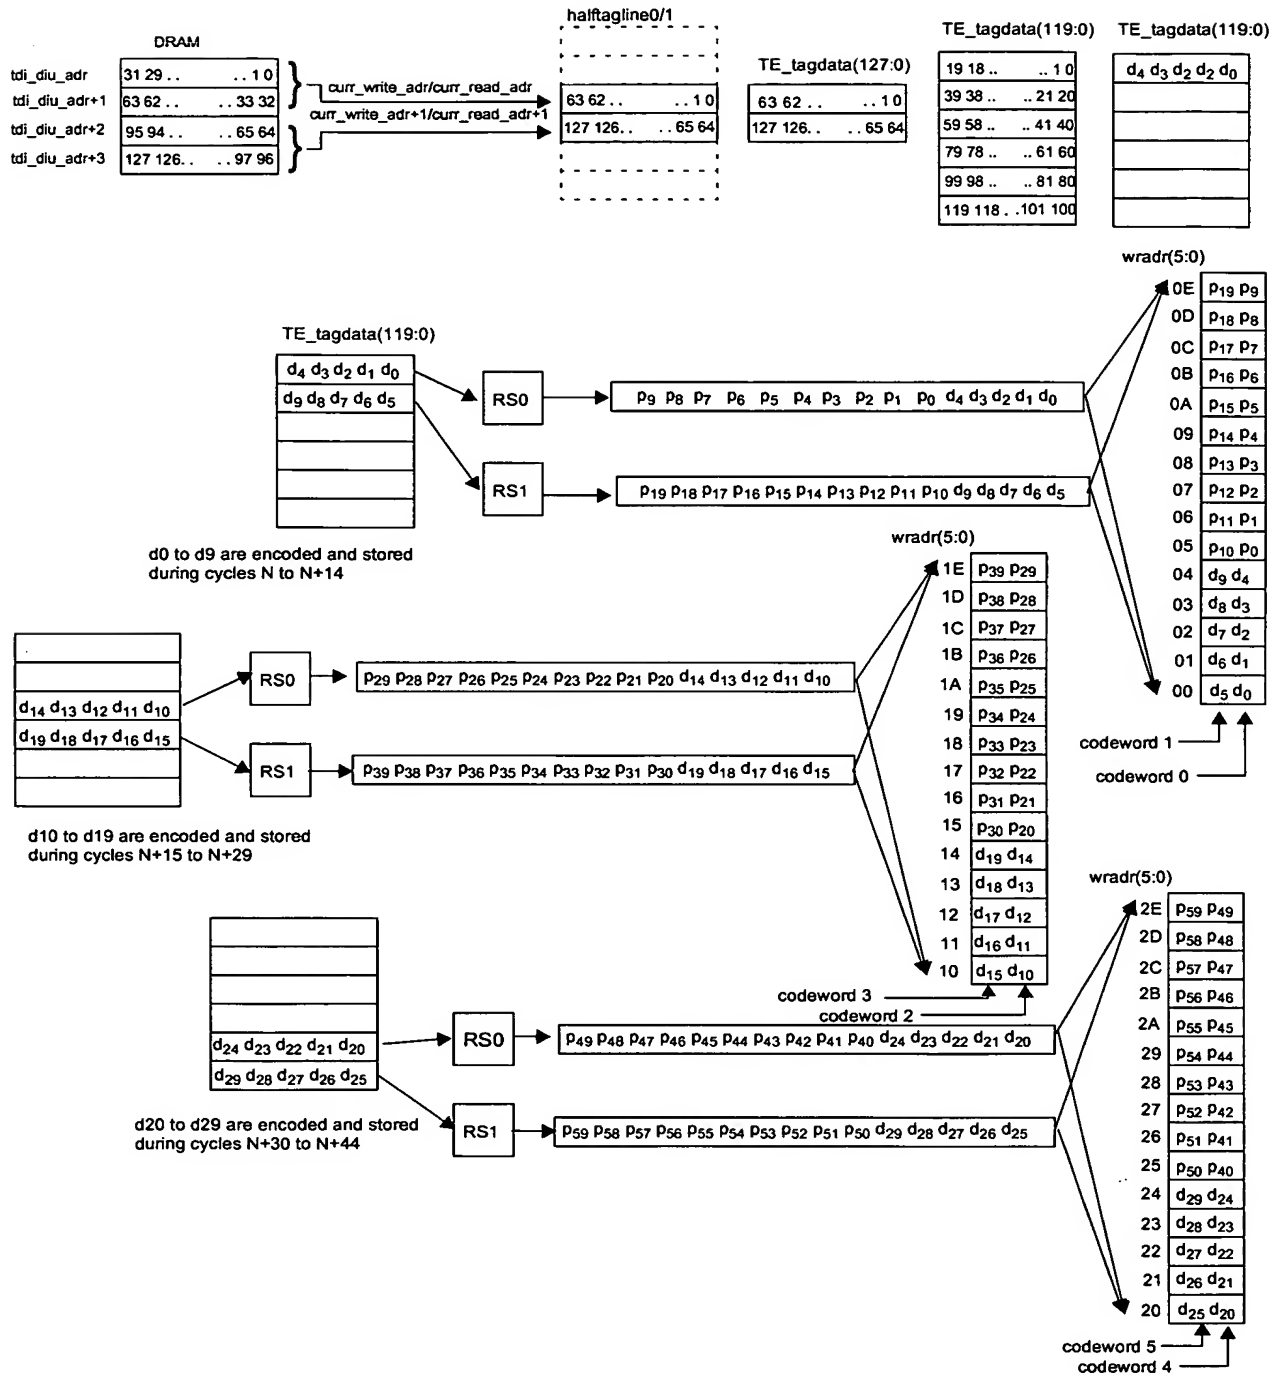 DRAM
tdi_diu_adr
31 29 . . . . 1 0
tdi_diu_adr+1
63 62 . . . . 33 32
tdi_diu_adr+2
95 94 . . . . 65 64
tdi_diu_adr+3
127 126. . . . 97 96
curr_write_adr/curr_read_adr
curr_write_adr+1/curr_read_adr+1
halftagline0/1
63 62 . . . . 1 0
127 126. . . . 65 64
TE_tagdata(127:0)
63 62 . . . . 1 0
127 126. . . . 65 64
TE_tagdata(119:0)
19 18 .. .. 1 0
39 38 .. .. 21 20
59 58 .. .. 41 40
79 78 .. .. 61 60
99 98 .. .. 81 80
119 118 . . .101 100
TE_tagdata(119:0)
d4 d3 d2 d2 d0
TE_tagdata(119:0)
d4 d3 d2 d1 d0
d9 d8 d7 d6 d5
RS0
p9 p8 p7 p6 p5 p4 p3 p2 p1 p0 d4 d3 d2 d1 d0
RS1
p19 p18 p17 p16 p15 p14 p13 p12 p11 p10 d9 d8 d7 d6 d5
d0 to d9 are encoded and stored
during cycles N to N+14
wradr(5:0)
0E p19 p9
0D p18 p8
0C p17 p7
0B p16 p6
0A p15 p5
09 p14 p4
08 p13 p3
07 p12 p2
06 p11 p1
05 p10 p0
04 d9 d4
03 d8 d3
02 d7 d2
01 d6 d1
00 d5 d0
codeword 1
codeword 0
d14 d13 d12 d11 d10
d19 d18 d17 d16 d15
RS0
p29 p28 p27 p26 p25 p24 p23 p22 p21 p20 d14 d13 d12 d11 d10
RS1
p39 p38 p37 p36 p35 p34 p33 p32 p31 p30 d19 d18 d17 d16 d15
d10 to d19 are encoded and stored
during cycles N+15 to N+29
wradr(5:0)
1E p39 p29
1D p38 p28
1C p37 p27
1B p36 p26
1A p35 p25
19 p34 p24
18 p33 p23
17 p32 p22
16 p31 p21
15 p30 p20
14 d19 d14
13 d18 d13
12 d17 d12
11 d16 d11
10 d15 d10
codeword 3
codeword 2
d24 d23 d22 d21 d20
d29 d28 d27 d26 d25
RS0
p49 p48 p47 p46 p45 p44 p43 p42 p41 p40 d24 d23 d22 d21 d20
RS1
p59 p58 p57 p56 p55 p54 p53 p52 p51 p50 d29 d28 d27 d26 d25
d20 to d29 are encoded and stored
during cycles N+30 to N+44
wradr(5:0)
2E p59 p49
2D p58 p48
2C p57 p47
2B p56 p46
2A p55 p45
29 p54 p44
28 p53 p43
27 p52 p42
26 p51 p41
25 p50 p40
24 d29 d24
23 d28 d23
22 d27 d22
21 d26 d21
20 d25 d20
codeword 5
codeword 4